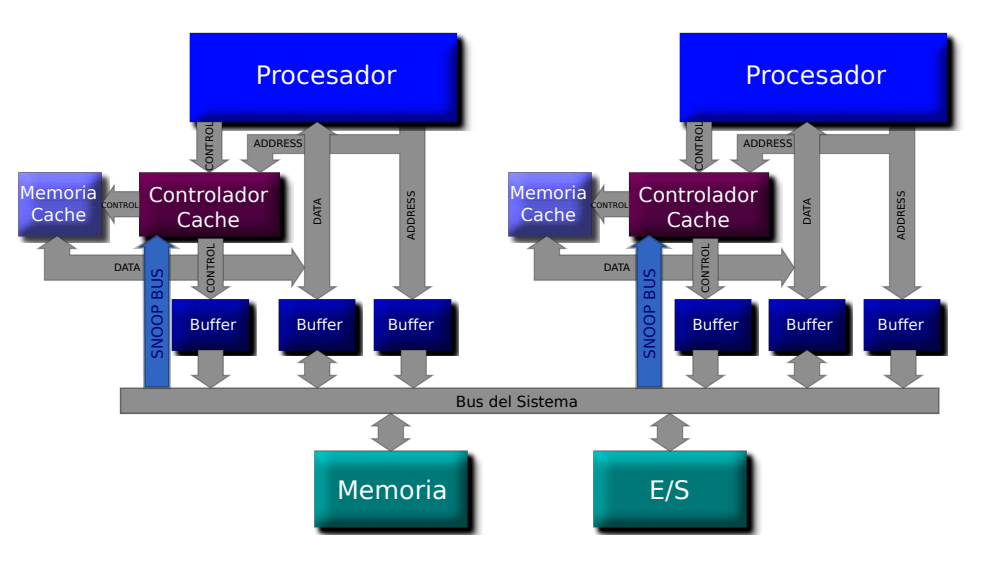 Procesador
Procesador
CONTROL
ADDRESS
CONTROL
ADDRESS
Memoria
Cache
CONTROL
Controlador
Cache
DATA
ADDRESS
Memoria
Cache
CONTROL
Controlador
Cache
DATA
ADDRESS
DATA
CONTROL
DATA
CONTROL
SNOOP BUS
Buffer
Buffer
Buffer
SNOOP BUS
Buffer
Buffer
Buffer
Bus del Sistema
Memoria
E/S